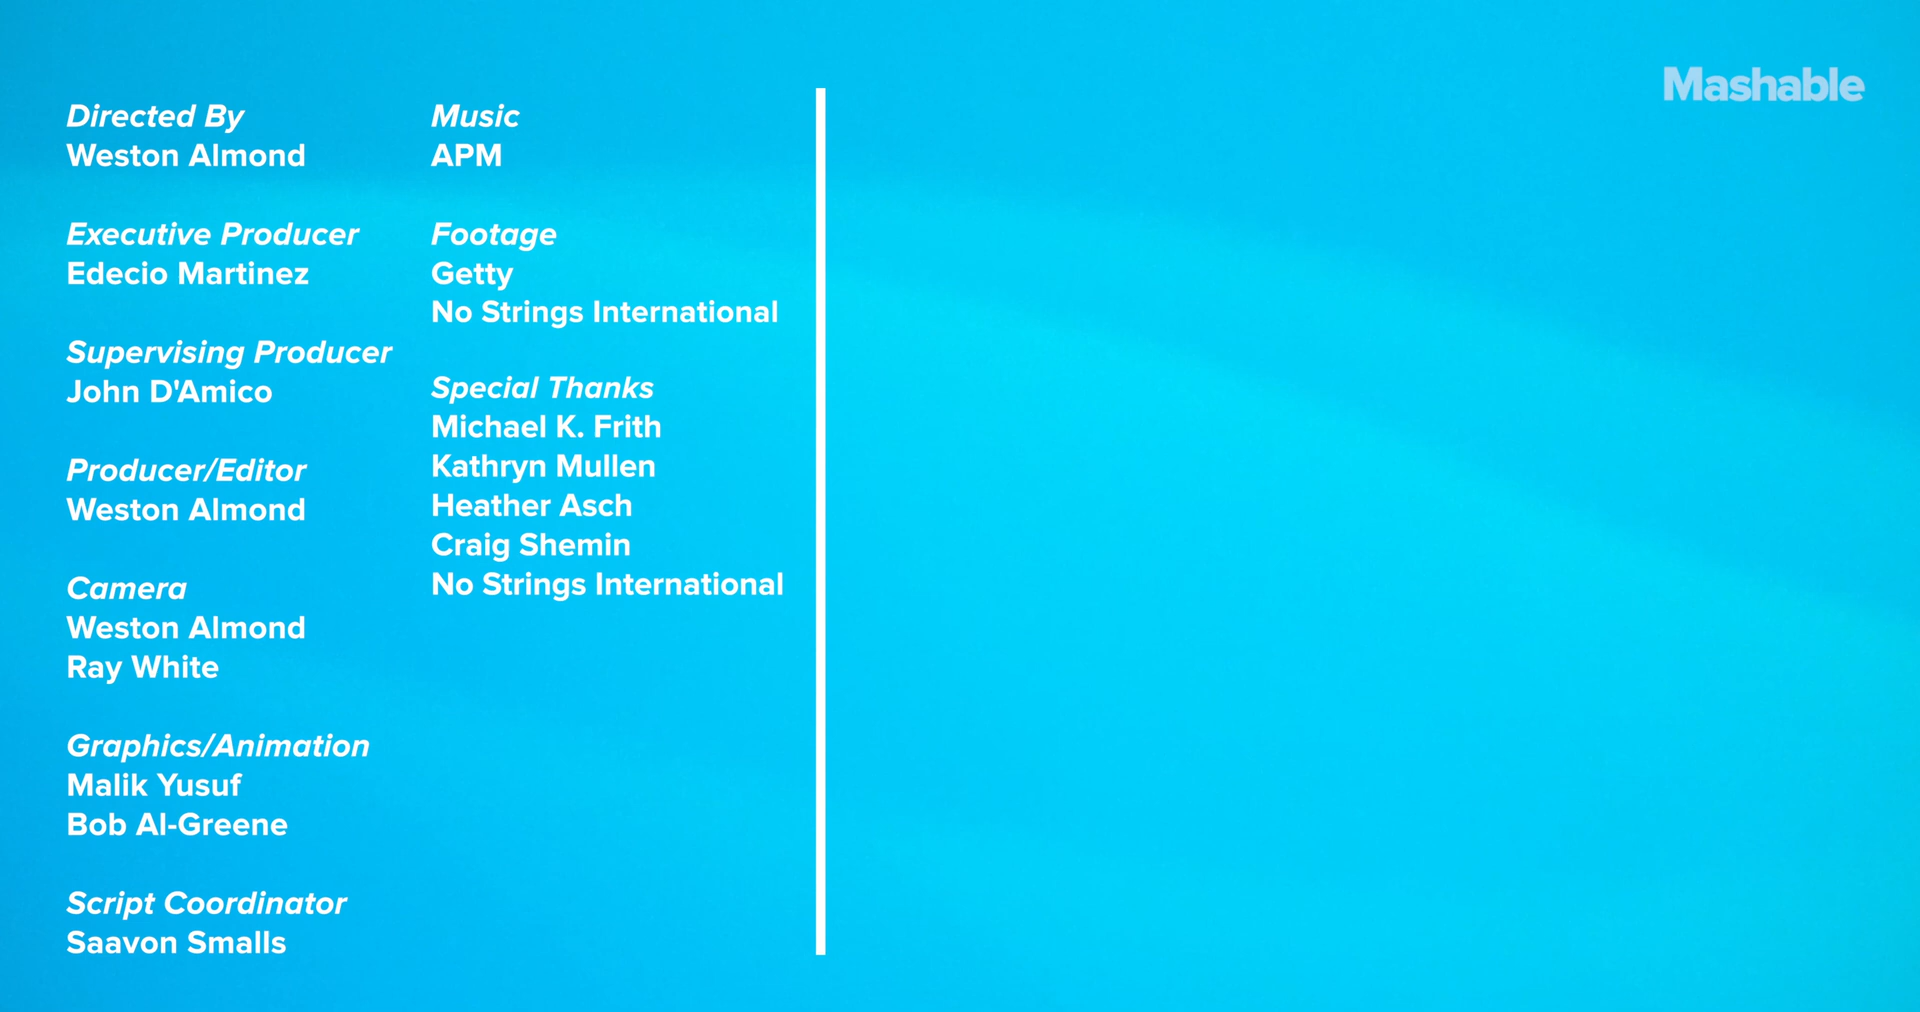 Directed By
Weston Almond
Executive Producer
Edecio Martinez
Supervising Producer
John D'Amico
Producer/Editor
Weston Almond
Camera
Weston Almond
Ray White
Graphics/Animation
Malik Yusuf
Bob Al-Greene
Script Coordinator
Saavon Smalls
Music
APM
Footage
Getty
No Strings International
Special Thanks
Michael K. Frith
Kathryn Mullen
Heather Asch
Craig Shemin
No Strings International
Mashable